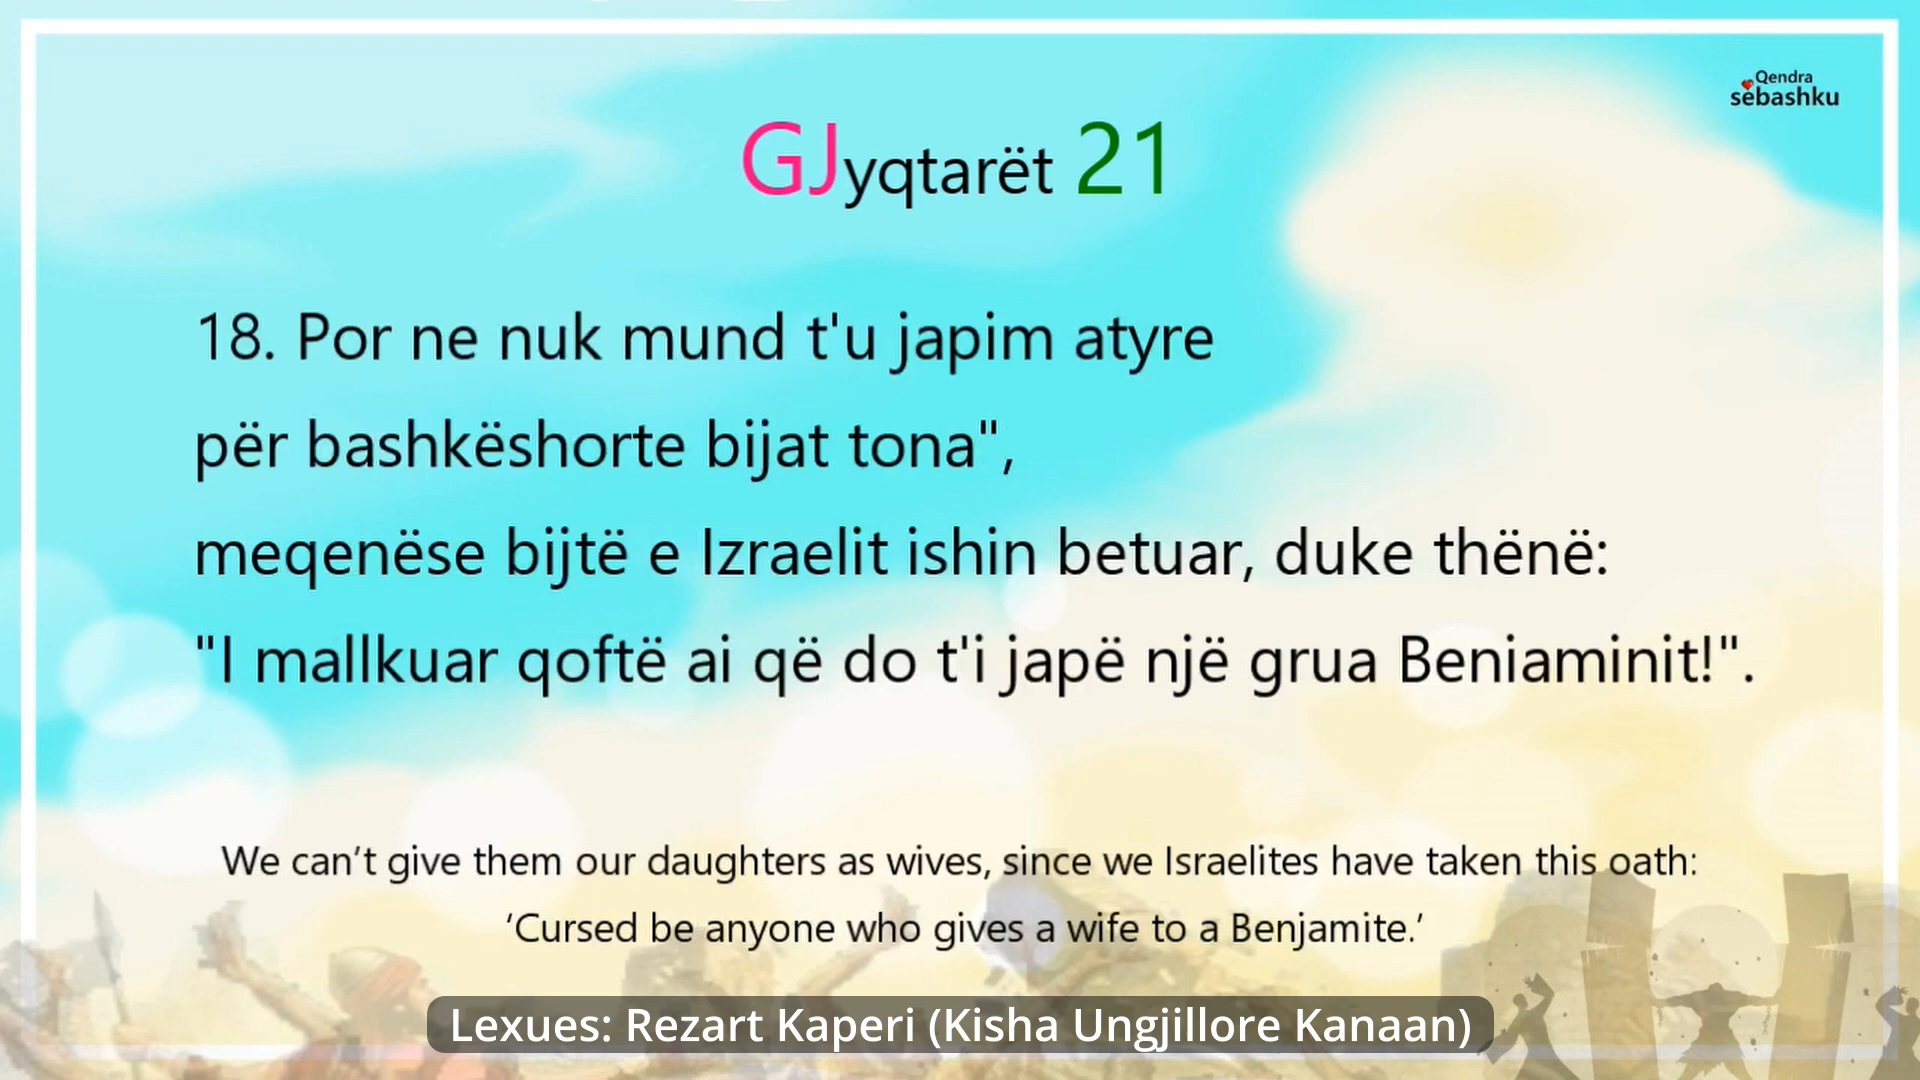 Qendra
sëbashku
GJyqtarët 21
18. Por ne nuk mund t'u japim atyre
për bashkëshorte bijat tona",
meqenëse bijtë e Izraelit ishin betuar, duke thënë:
"I mallkuar qoftë ai që do t'i japë një grua Beniaminit!".
We can’t give them our daughters as wives, since we Israelites have taken this oath:
‘Cursed be anyone who gives a wife to a Benjamite.’
Lexues: Rezart Kaperi (Kisha Ungjillore Kanaan)